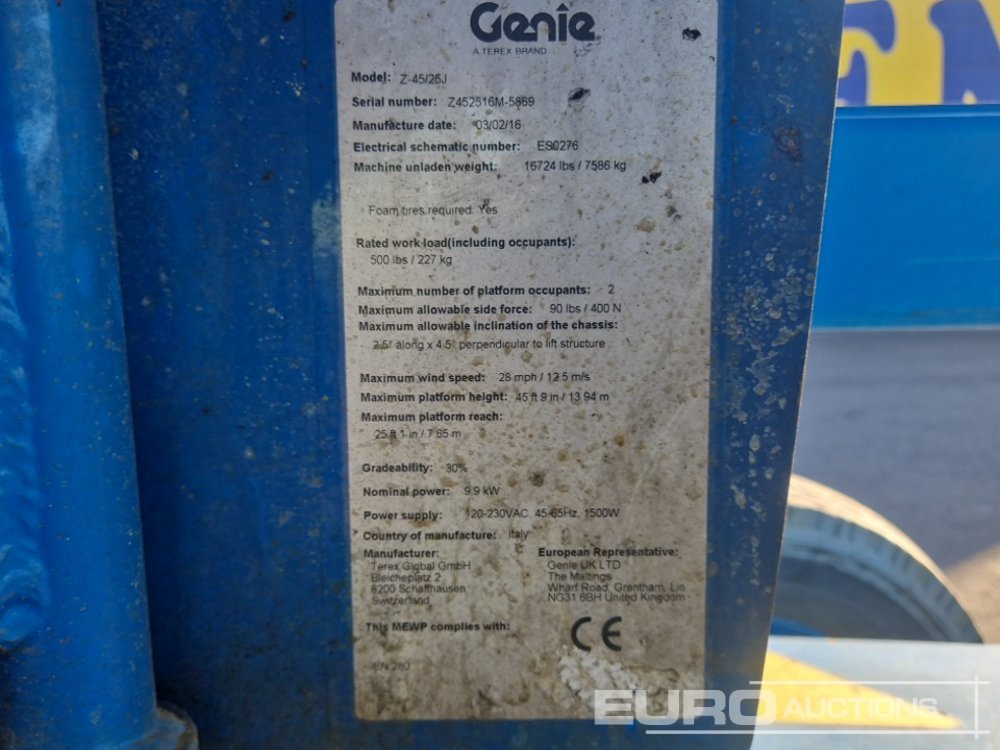 Genie
A TEREX BRAND
Model: Z-45/25J
Serial number: Z452516M-5869
Manufacture date: 03/02/16
Electrical schematic number: ES0276
Machine unladen weight: 16724 lbs / 7586 kg
Foam tires required: Yes
Rated work load(including occupants):
500 lbs / 227 kg
Maximum number of platform occupants: 2
Maximum allowable side force: 90 lbs / 400 N
Maximum allowable inclination of the chassis:
2.5° along x 4.5° perpendicular to lift structure
Maximum wind speed: 28 mph / 12.5 m/s
Maximum platform height: 45 ft 9 in / 13.94 m
Maximum platform reach:
25 ft 1 in / 7.65 m
Gradeability: 30%
Nominal power: 9.9 kW
Power supply: 120-230VAC, 45-65Hz, 1500W
Country of manufacture: Italy
Manufacturer:
Terex Global GmbH
Bleicheplatz 2
8200 Schaffhausen
Switzerland
European Representative:
Genie UK LTD
The Maltings
Wharf Road, Grantham, Lin
NG31 6BH United Kingdom
This MEWP complies with:
CE
EN 280
EURO AUCTIONS